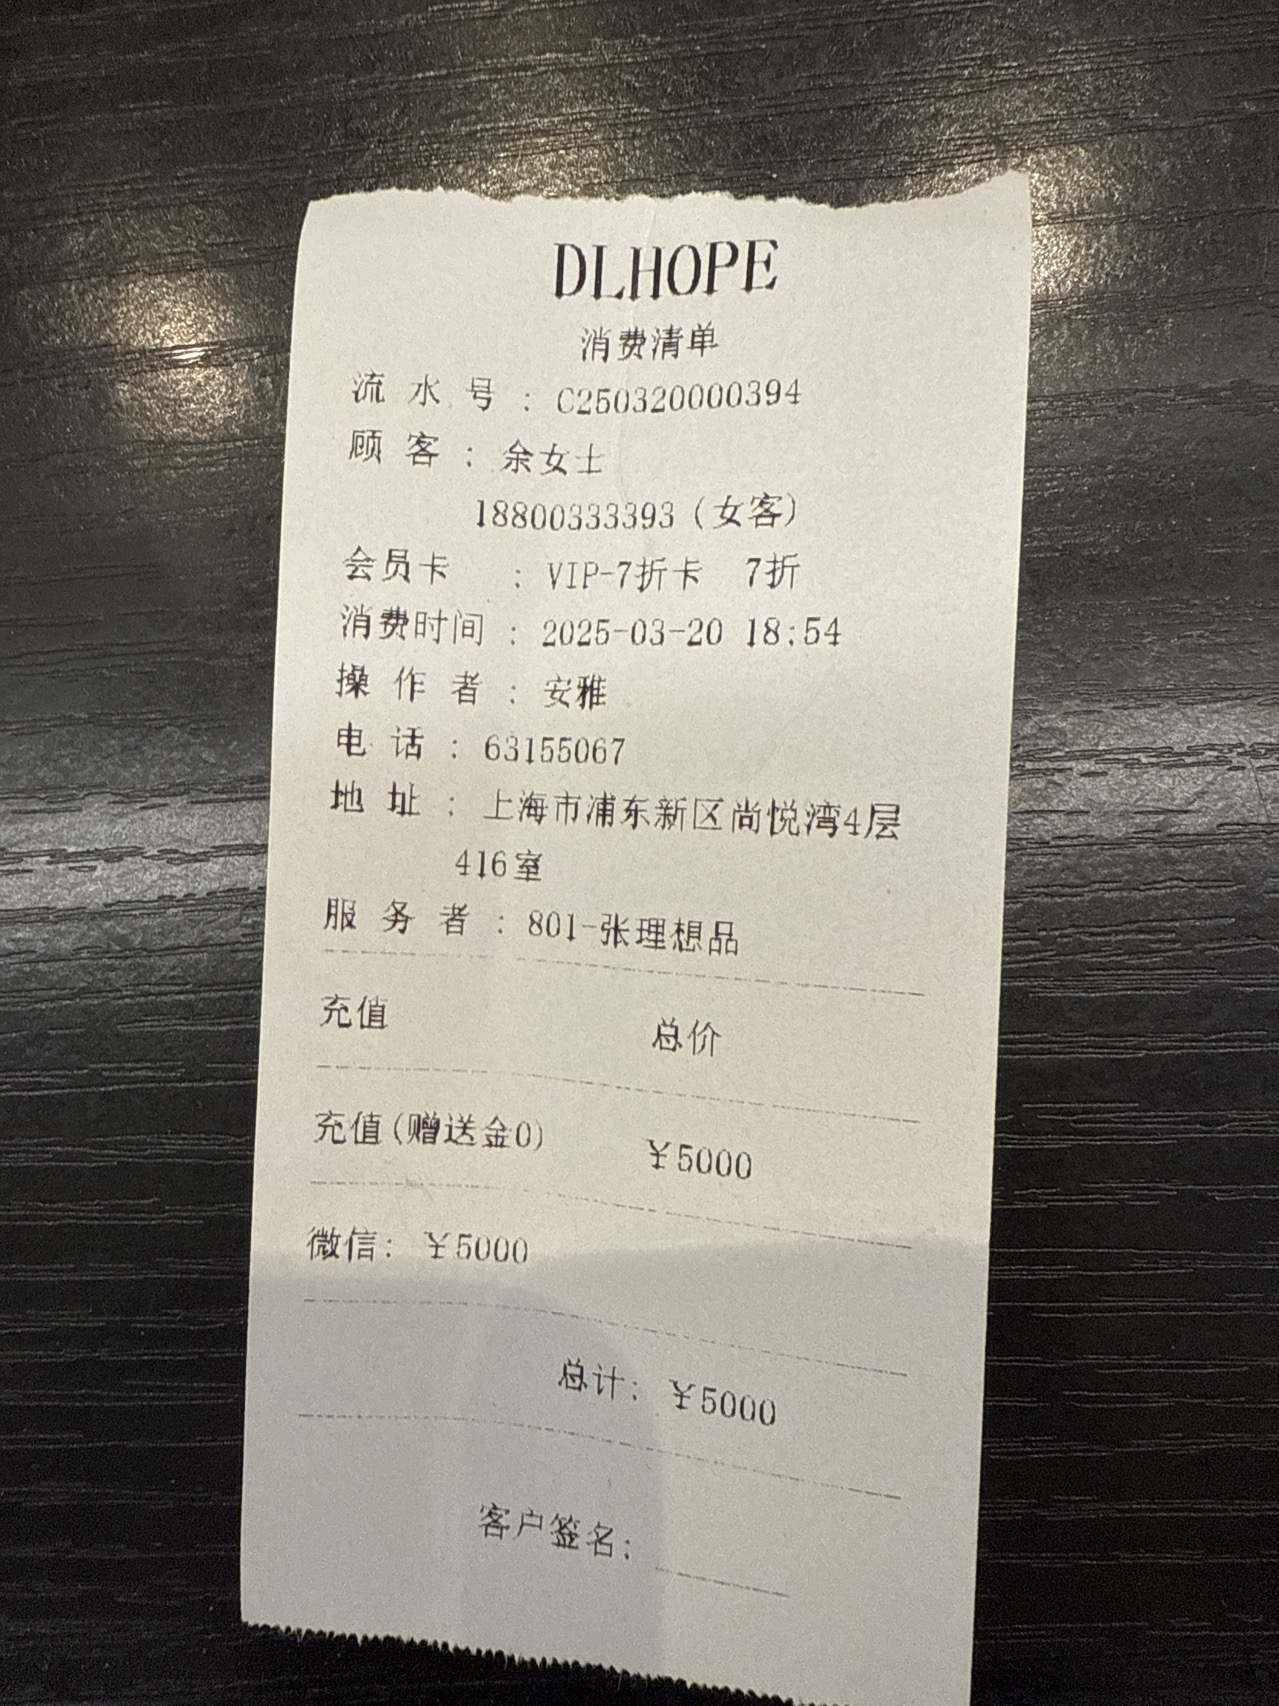 DLHOPE
消费清单
流 水 号 : C250320000394
顾 客 : 余女士
18800333393 (女客)
会员卡 : VIP-7折卡 7折
消费时间 : 2025-03-20 18:54
操 作 者 : 安雅
电 话 : 63155067
地 址 : 上海市浦东新区尚悦湾4层
416室
服 务 者 : 801-张理想品
充值 总价
充值(赠送金0) ¥5000
微信: ¥5000
总计: ¥5000
客户签名: